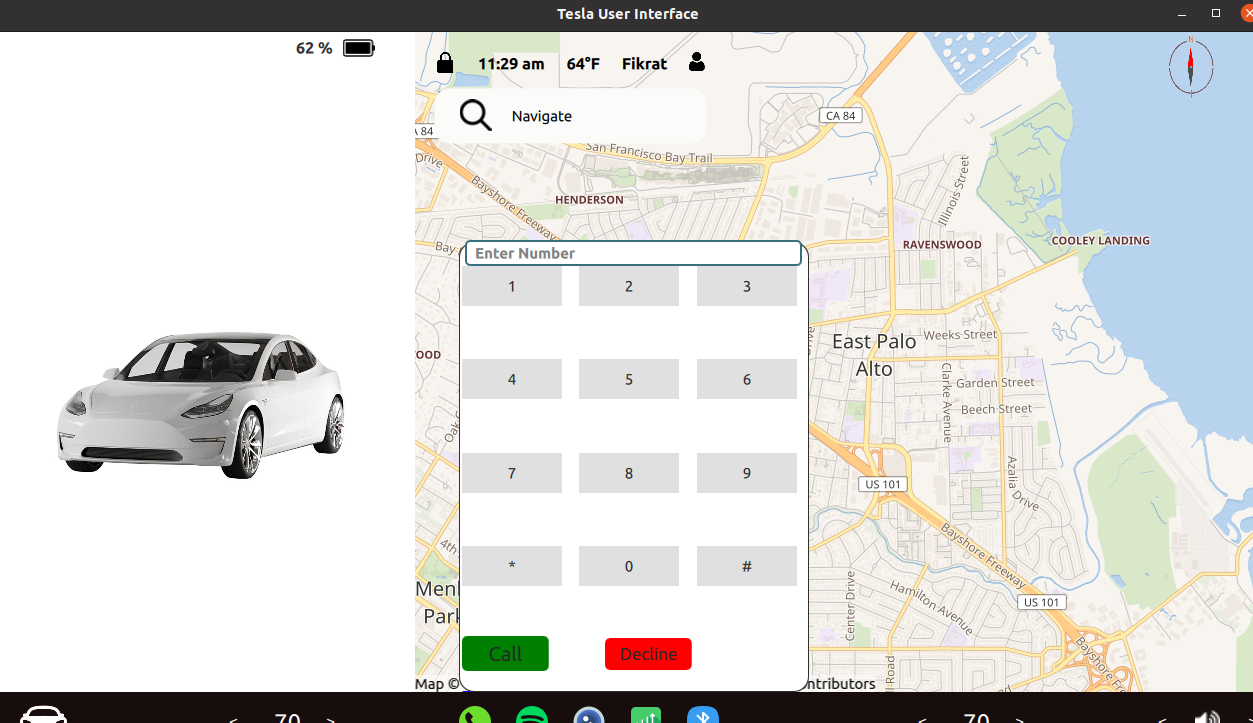 Tesla User Interface
62 %
11:29 am 64°F Fikrat
Navigate
CA 84
A 84
San Francisco Bay Trail
Drive
Bayshore Freeway
HENDERSON
Illinois Street
RAVENSWOOD
COOLEY LANDING
Bay
Enter Number
1 2 3
East Palo
Alto
Weeks Street
OOD
Clarke Avenue
4 5 6
Garden Street
Beech Street
Oak
7 8 9
US 101
Azalia Drive
Bayshore Freeway
4th
* 0 #
Menl
Park
Center Drive
Hamilton Avenue
US 101
Bayshore Freeway
Road
Call Decline
Map © ntributors
< 70 > < 70 >